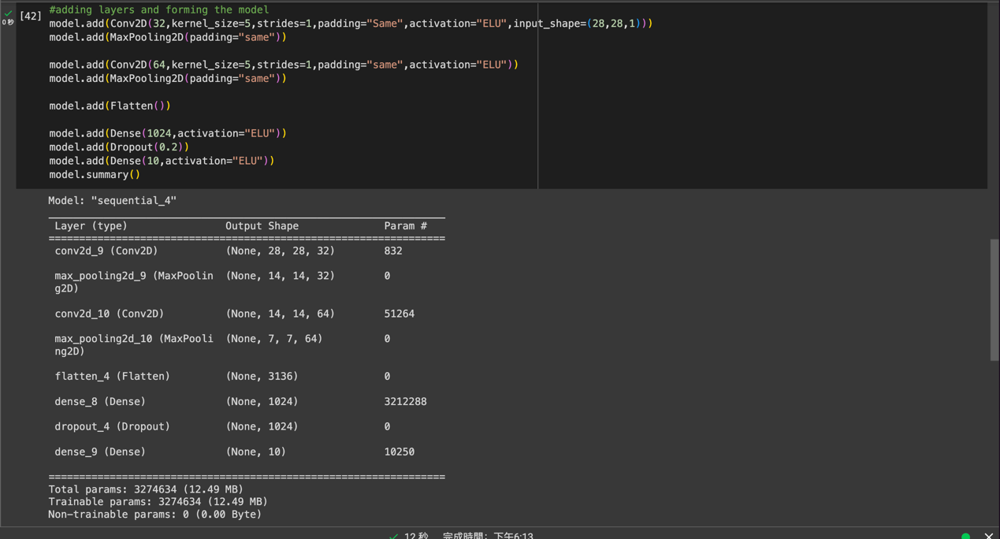 [42] #adding layers and forming the model
0 秒
model.add(Conv2D(32,kernel_size=5,strides=1,padding="Same",activation="ELU",input_shape=(28,28,1)))
model.add(MaxPooling2D(padding="same"))
model.add(Conv2D(64,kernel_size=5,strides=1,padding="same",activation="ELU"))
model.add(MaxPooling2D(padding="same"))
model.add(Flatten())
model.add(Dense(1024,activation="ELU"))
model.add(Dropout(0.2))
model.add(Dense(10,activation="ELU"))
model.summary()
Model: "sequential_4"
Layer (type) Output Shape Param #
=================================================================
conv2d_9 (Conv2D) (None, 28, 28, 32) 832
max_pooling2d_9 (MaxPoolin (None, 14, 14, 32) 0
g2D)
conv2d_10 (Conv2D) (None, 14, 14, 64) 51264
max_pooling2d_10 (MaxPooli (None, 7, 7, 64) 0
ng2D)
flatten_4 (Flatten) (None, 3136) 0
dense_8 (Dense) (None, 1024) 3212288
dropout_4 (Dropout) (None, 1024) 0
dense_9 (Dense) (None, 10) 10250
=================================================================
Total params: 3274634 (12.49 MB)
Trainable params: 3274634 (12.49 MB)
Non-trainable params: 0 (0.00 Byte)
12 秒 完成時間：下午6:13